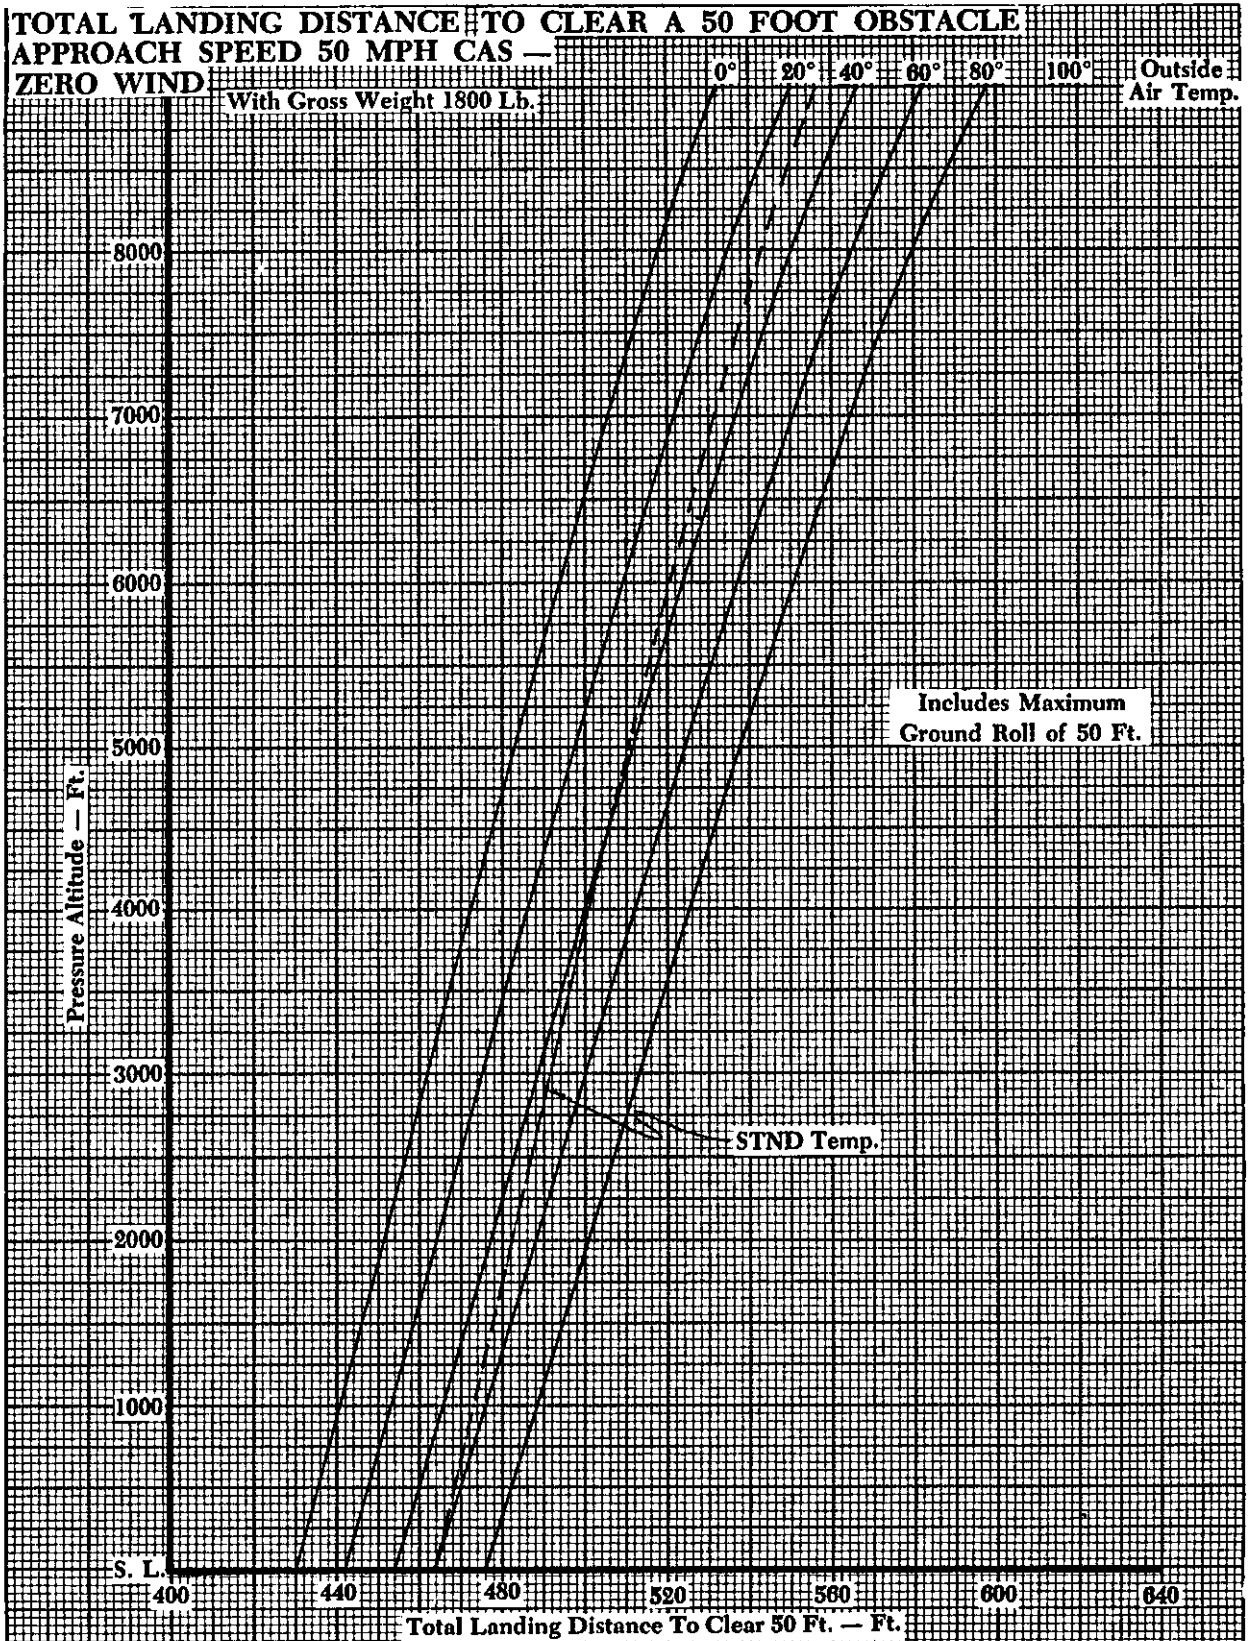 TOTAL LANDING DISTANCE TO CLEAR A 50 FOOT OBSTACLE
APPROACH SPEED 50 MPH CAS —
ZERO WIND
With Gross Weight 1800 Lb.
0° 20° 40° 60° 80° 100° Outside
Air Temp.
8000
7000
6000
Includes Maximum
Ground Roll of 50 Ft.
5000
Pressure Altitude — Ft.
4000
3000
STND Temp.
2000
1000
S. L.
400 440 480 520 560 600 640
Total Landing Distance To Clear 50 Ft. — Ft.